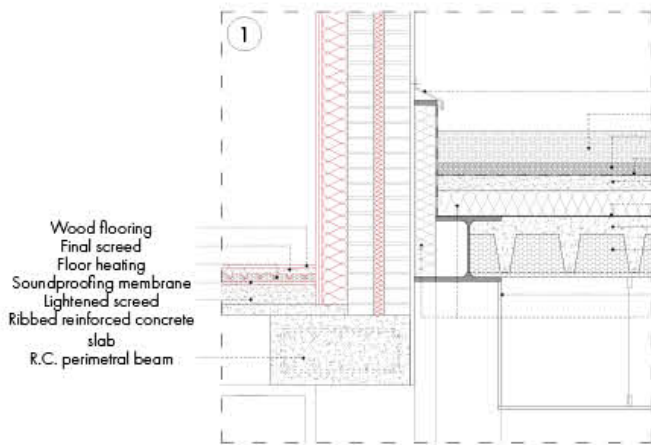 1
Wood flooring
Final screed
Floor heating
Soundproofing membrane
Lightened screed
Ribbed reinforced concrete
slab
R.C. perimetral beam